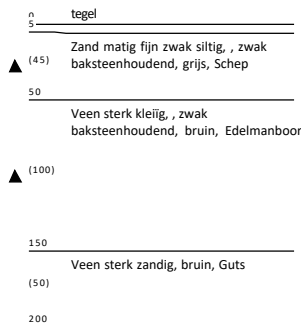 0 tegel
5
Zand matig fijn zwak siltig, , zwak
(45) baksteenhoudend, grijs, Schep
50
Veen sterk kleiïg, , zwak
baksteenhoudend, bruin, Edelmanboor
(100)
150
Veen sterk zandig, bruin, Guts
(50)
200